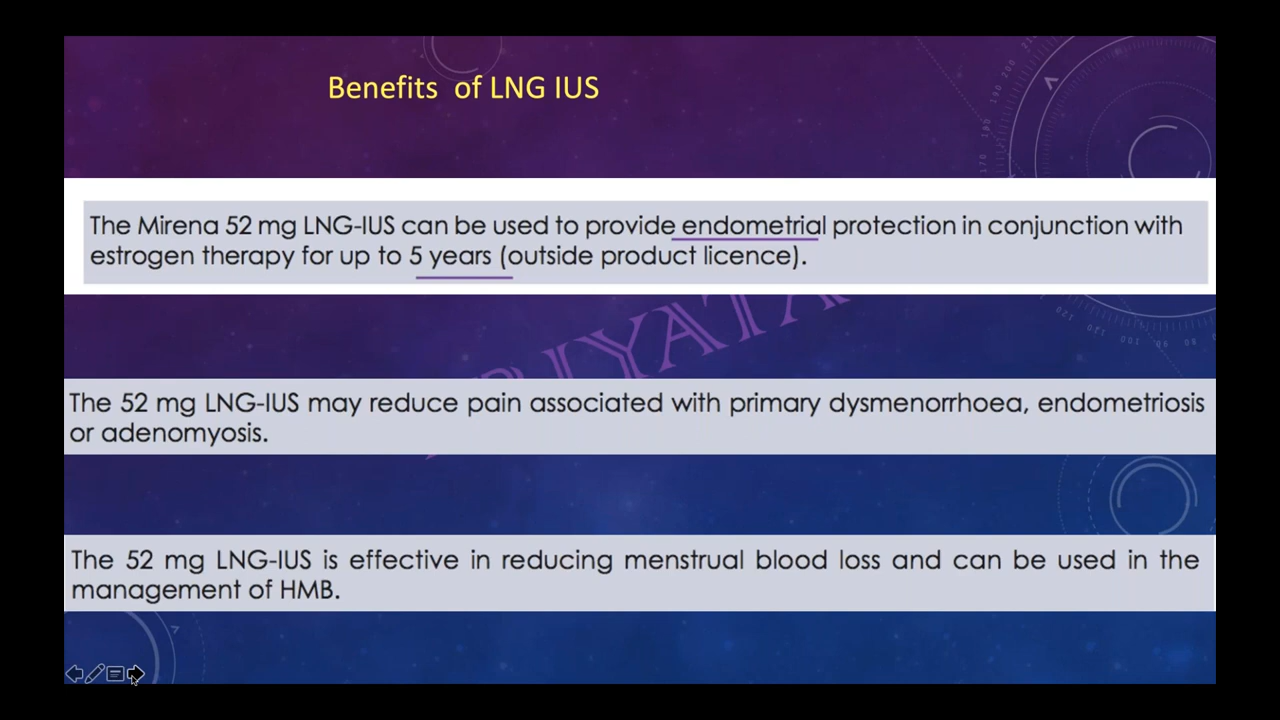 Benefits of LNG IUS
The Mirena 52 mg LNG-IUS can be used to provide endometrial protection in conjunction with
estrogen therapy for up to 5 years (outside product licence).
The 52 mg LNG-IUS may reduce pain associated with primary dysmenorrhoea, endometriosis
or adenomyosis.
The 52 mg LNG-IUS is effective in reducing menstrual blood loss and can be used in the
management of HMB.